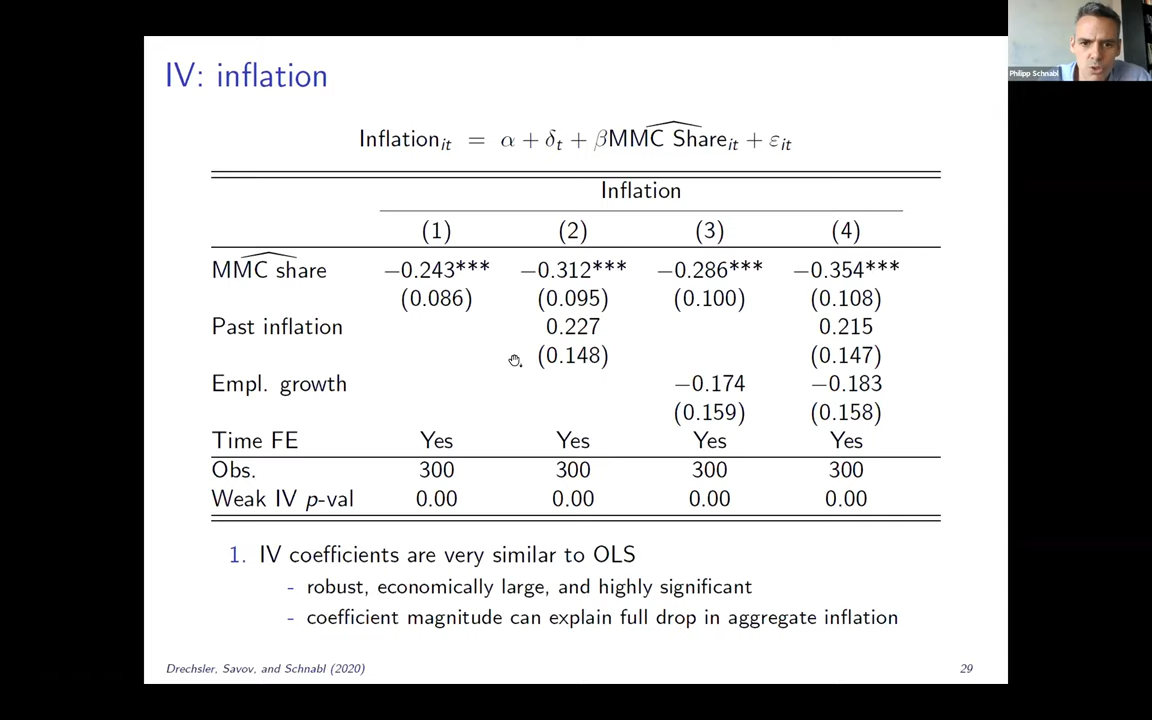 IV: inflation
Philipp Schnabl
Inflation_it = α + δ_t + βMMC Share^_it + ε_it
Inflation
(1) (2) (3) (4)
MMC share^ −0.243*** −0.312*** −0.286*** −0.354***
(0.086) (0.095) (0.100) (0.108)
Past inflation 0.227 0.215
(0.148) (0.147)
Empl. growth −0.174 −0.183
(0.159) (0.158)
Time FE Yes Yes Yes Yes
Obs. 300 300 300 300
Weak IV p-val 0.00 0.00 0.00 0.00
1. IV coefficients are very similar to OLS
- robust, economically large, and highly significant
- coefficient magnitude can explain full drop in aggregate inflation
Drechsler, Savov, and Schnabl (2020) 29